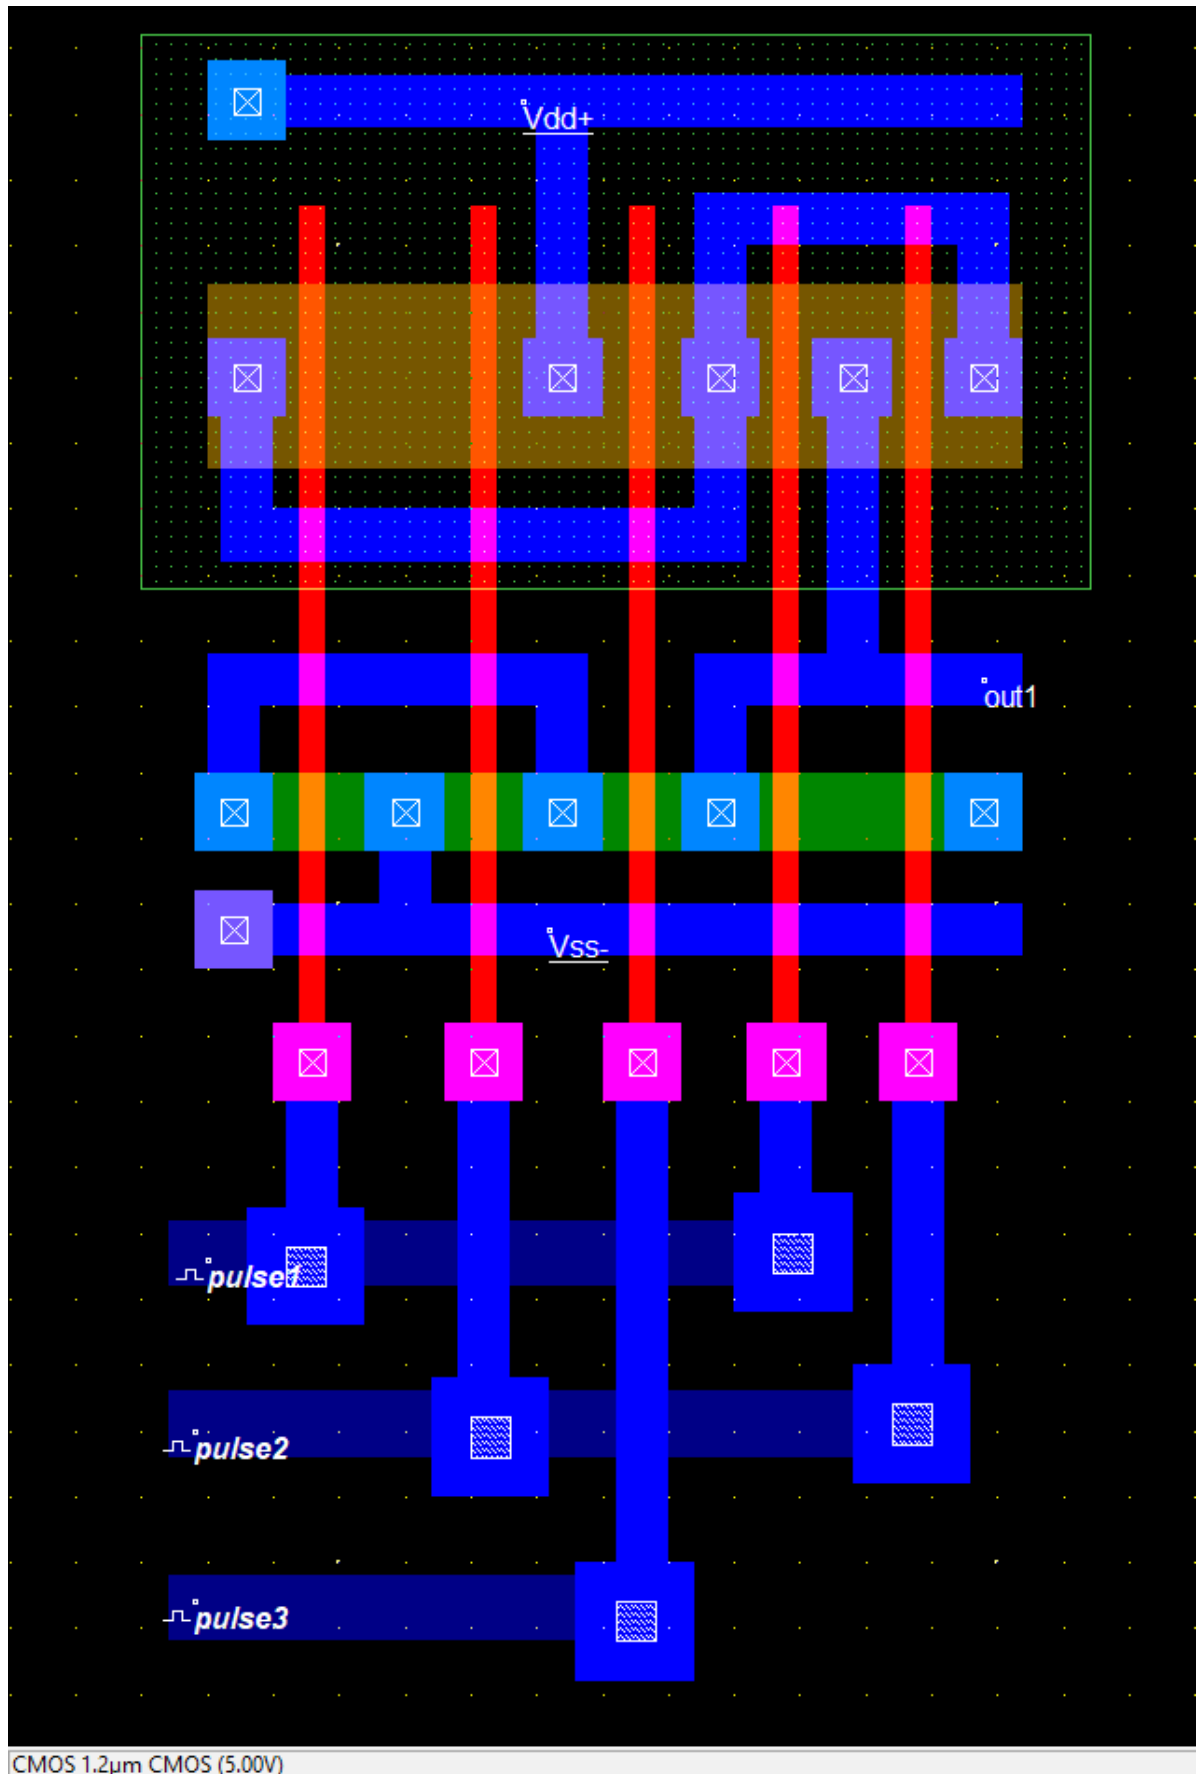 Vdd+
out1
Vss-
pulse1
pulse2
pulse3
CMOS 1.2µm CMOS (5.00V)